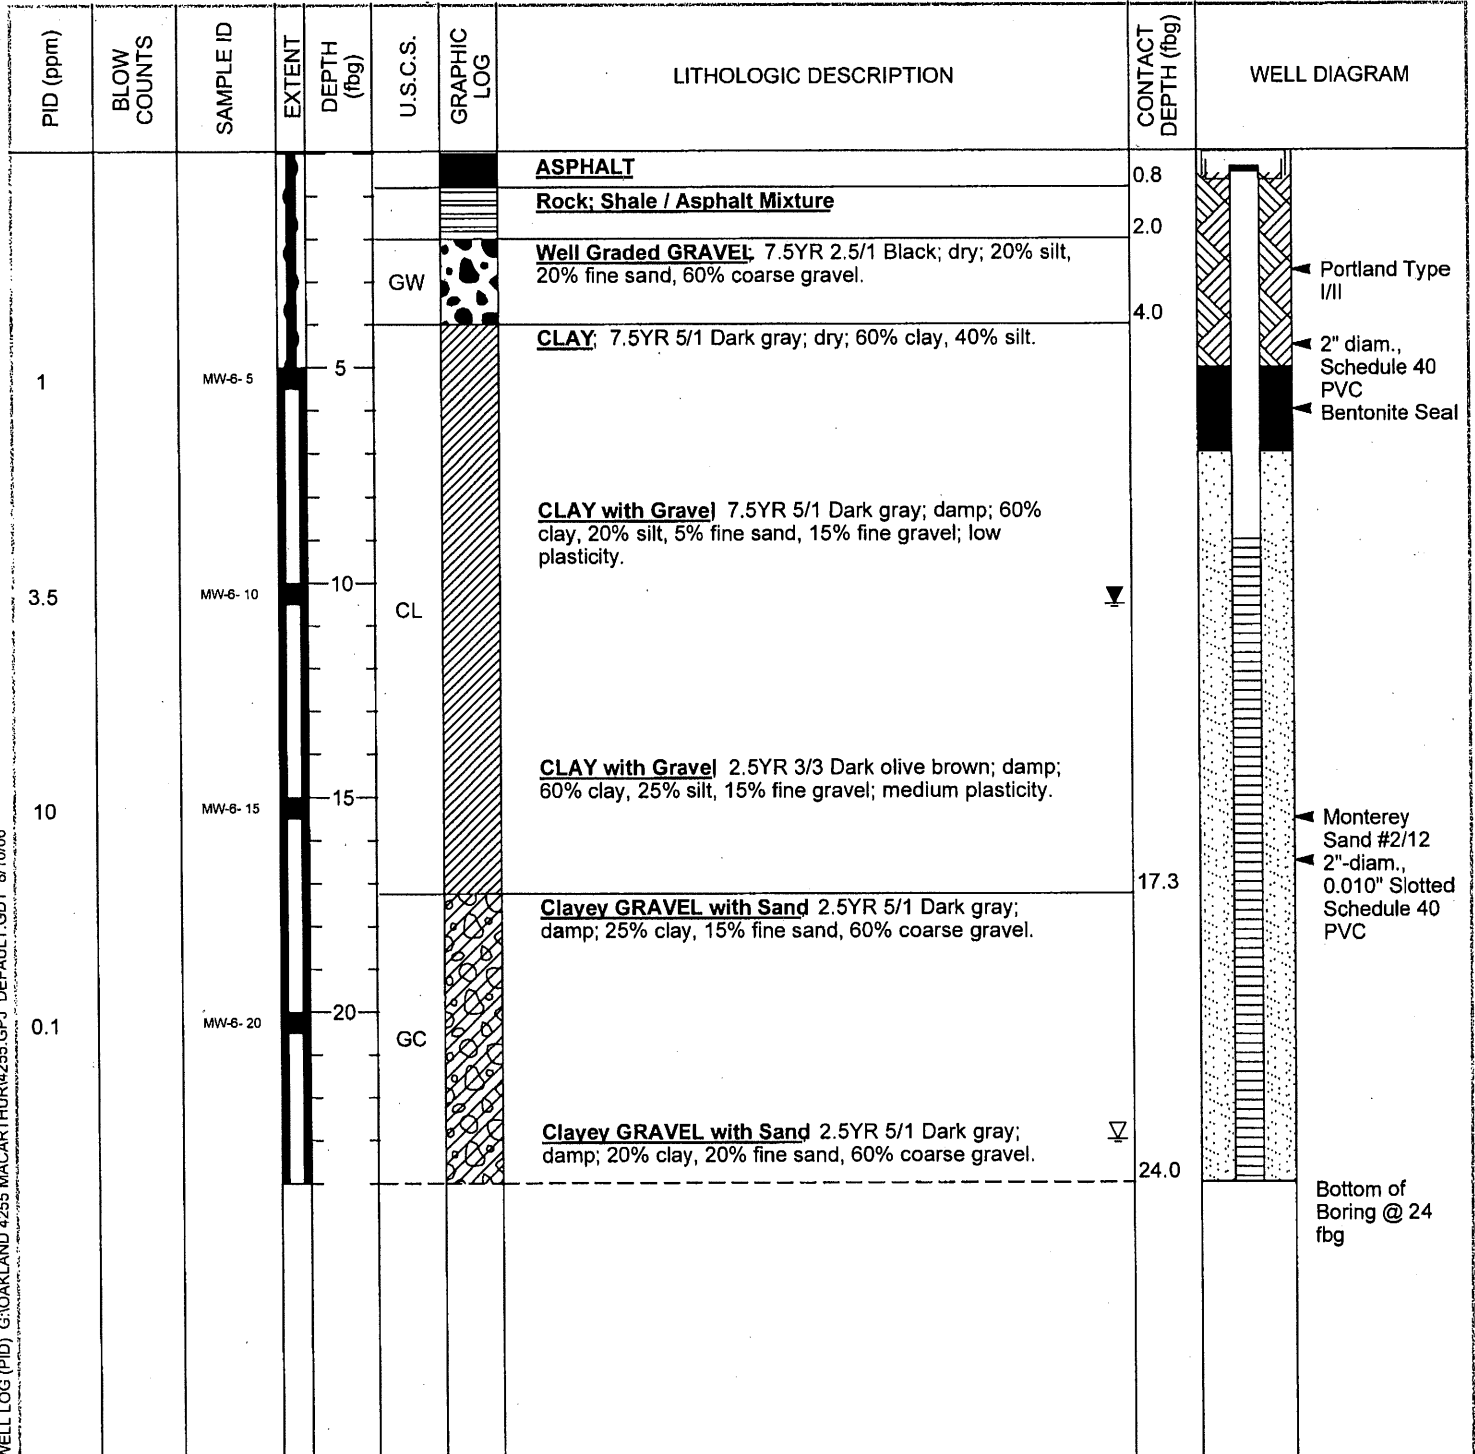 PID (ppm)
BLOW
COUNTS
SAMPLE ID
EXTENT
DEPTH
(fbg)
U.S.C.S.
GRAPHIC
LOG
LITHOLOGIC DESCRIPTION
CONTACT
DEPTH (fbg)
WELL DIAGRAM
ASPHALT
0.8
Rock; Shale / Asphalt Mixture
2.0
GW
Well Graded GRAVEL; 7.5YR 2.5/1 Black; dry; 20% silt,
20% fine sand, 60% coarse gravel.
4.0
Portland Type
I/II
CLAY; 7.5YR 5/1 Dark gray; dry; 60% clay, 40% silt.
2" diam.,
Schedule 40
PVC
Bentonite Seal
1
MW-6- 5
5
CLAY with Gravel 7.5YR 5/1 Dark gray; damp; 60%
clay, 20% silt, 5% fine sand, 15% fine gravel; low
plasticity.
3.5
MW-6- 10
10
CL
CLAY with Gravel 2.5YR 3/3 Dark olive brown; damp;
60% clay, 25% silt, 15% fine gravel; medium plasticity.
10
MW-6- 15
15
Monterey
Sand #2/12
2"-diam.,
0.010" Slotted
Schedule 40
PVC
17.3
Clayey GRAVEL with Sand 2.5YR 5/1 Dark gray;
damp; 25% clay, 15% fine sand, 60% coarse gravel.
0.1
MW-6- 20
20
GC
Clayey GRAVEL with Sand 2.5YR 5/1 Dark gray;
damp; 20% clay, 20% fine sand, 60% coarse gravel.
24.0
Bottom of
Boring @ 24
fbg
WELL LOG (PID) G:\OAKLAND 4255 MACARTHUR\4255.GPJ DEFAULT.GDT